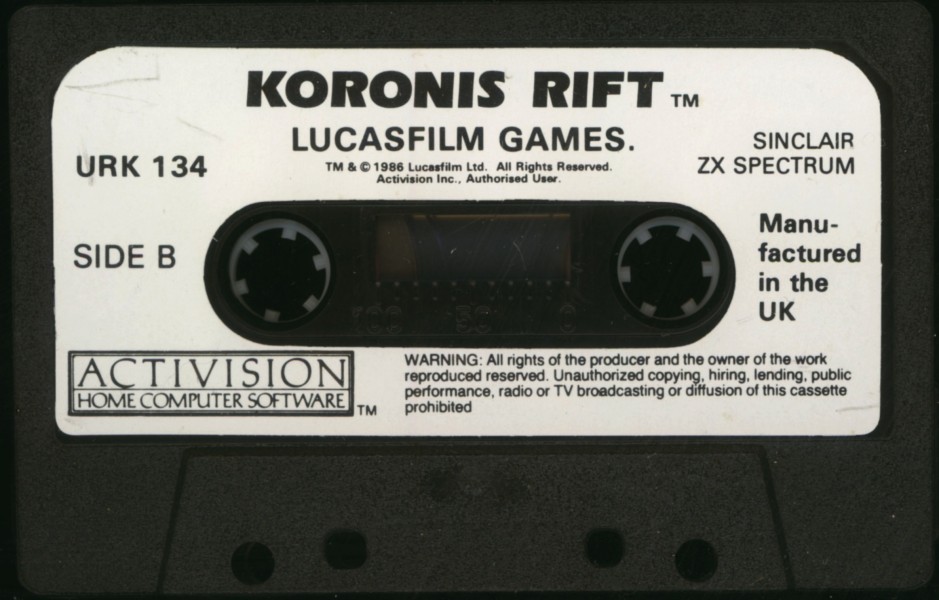 KORONIS RIFT TM
LUCASFILM GAMES.
TM & © 1986 Lucasfilm Ltd. All Rights Reserved.
Activision Inc., Authorised User.
URK 134
SINCLAIR
ZX SPECTRUM
SIDE B
Manu-
factured
in the
UK
ACTIVISION
HOME COMPUTER SOFTWARE TM
WARNING: All rights of the producer and the owner of the work
reproduced reserved. Unauthorized copying, hiring, lending, public
performance, radio or TV broadcasting or diffusion of this cassette
prohibited